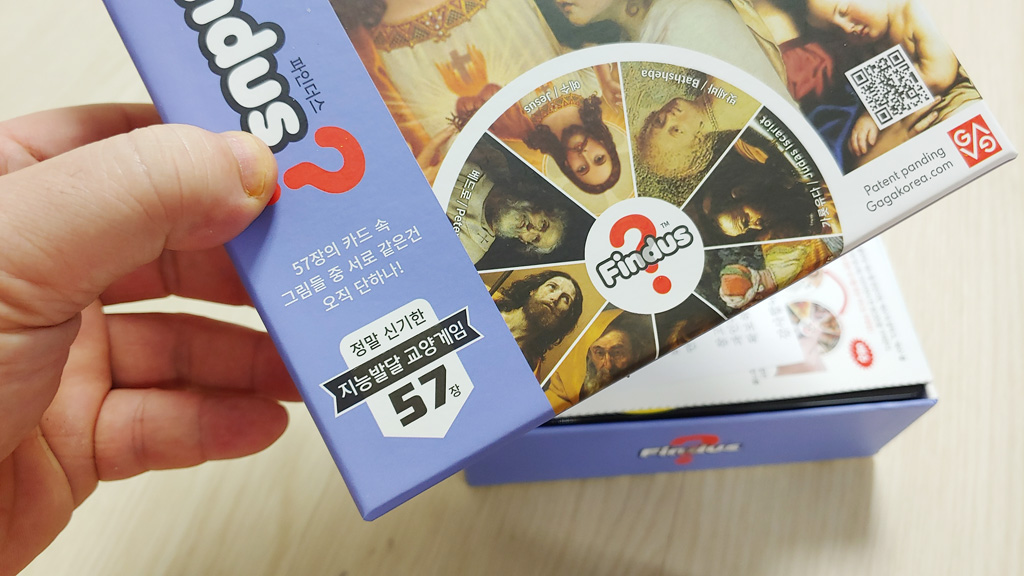 Findus?
파인더스
57장의 카드 속
그림들 중 서로 같은건
오직 단하나!
정말 신기한
지능발달 교양게임
57장
베드로 / Peter
예수 / Jesus
밧세바 / Bathsheba
가룟유다 / Judas Iscariot
Findus?™
Patent panding
Gagakorea.com
GAGA
Findus?